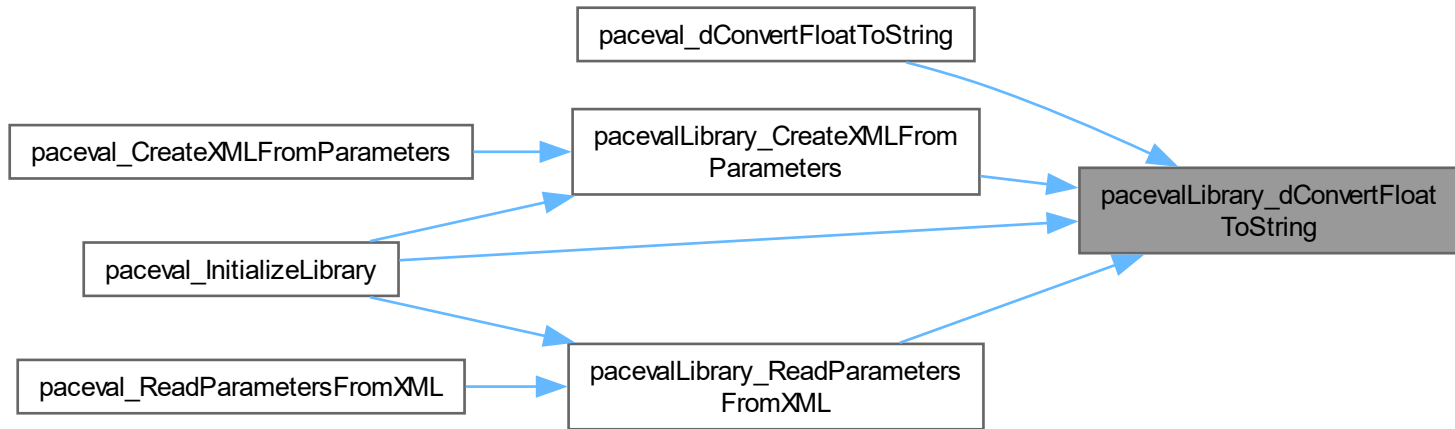 paceval_dConvertFloatToString
pacevalLibrary_CreateXMLFrom
Parameters
paceval_CreateXMLFromParameters
pacevalLibrary_dConvertFloat
ToString
paceval_InitializeLibrary
pacevalLibrary_ReadParameters
FromXML
paceval_ReadParametersFromXML